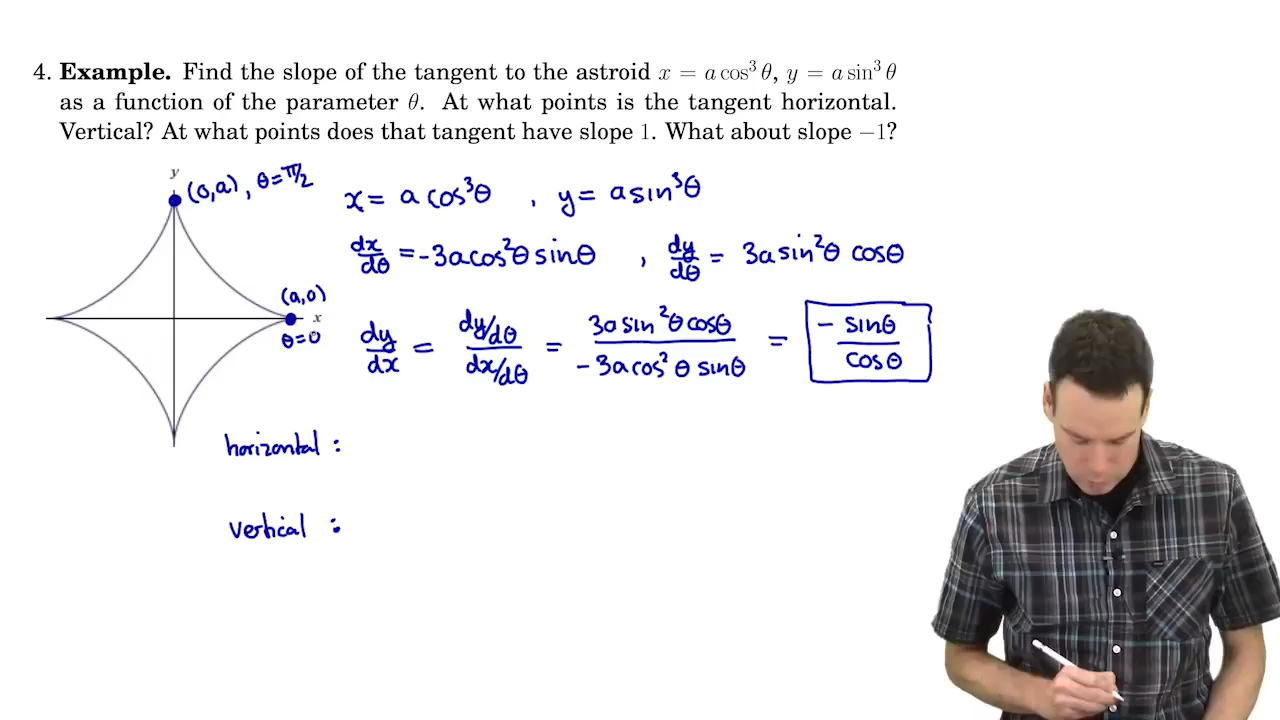 4. Example. Find the slope of the tangent to the astroid x = a cos³ θ, y = a sin³ θ
as a function of the parameter θ. At what points is the tangent horizontal.
Vertical? At what points does that tangent have slope 1. What about slope −1?
y
(0,a), θ=π/2
x = a cos³θ , y = a sin³θ
dx/dθ = -3a cos²θ sinθ , dy/dθ = 3a sin²θ cosθ
(a,0)
x
θ=0
dy/dx = (dy/dθ)/(dx/dθ) = (3a sin²θ cosθ)/(-3a cos²θ sinθ) = - sinθ/cosθ
horizontal :
vertical :